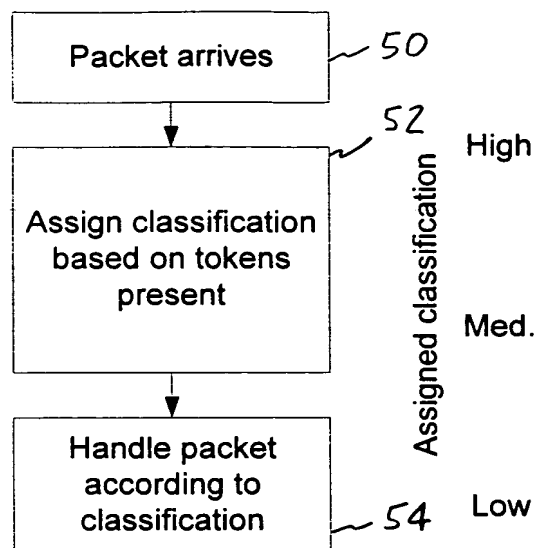 Packet arrives
50
52
Assign classification
based on tokens
present
Handle packet
according to
classification
54
Assigned classification
High
Med.
Low